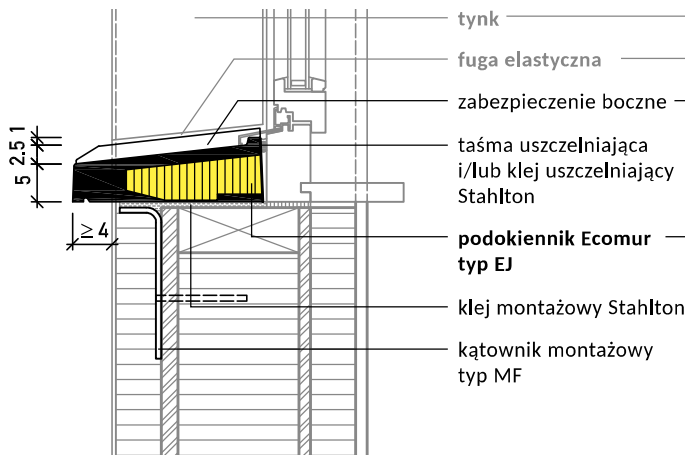 tynk
fuga elastyczna
zabezpieczenie boczne
taśma uszczelniająca
i/lub klej uszczelniający
Stahlton
podokiennik Ecomur
typ EJ
klej montażowy Stahlton
kątownik montażowy
typ MF
1
2.5
5
≥ 4